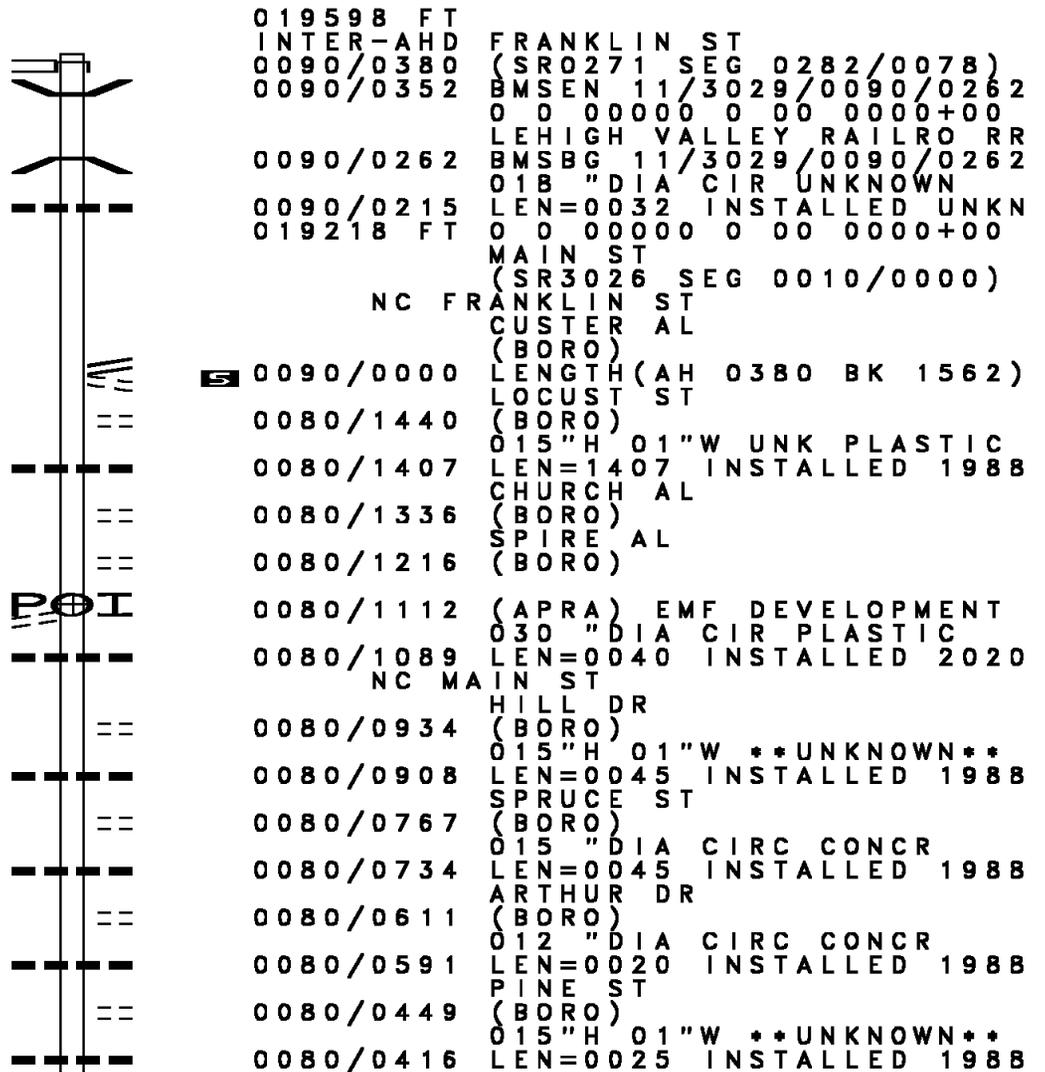 019598 FT
INTER-AHD FRANKLIN ST
0090/0380 (SR0271 SEG 0282/0078)
0090/0352 BMSEN 11/3029/0090/0262
0 0 00000 0 00 0000+00
LEHIGH VALLEY RAILRO RR
0090/0262 BMSBG 11/3029/0090/0262
018 "DIA CIR UNKNOWN
0090/0215 LEN=0032 INSTALLED UNKN
019218 FT 0 0 00000 0 00 0000+00
MAIN ST
(SR3026 SEG 0010/0000)
NC FRANKLIN ST
CUSTER AL
(BORO)
S 0090/0000 LENGTH(AH 0380 BK 1562)
LOCUST ST
0080/1440 (BORO)
015"H 01"W UNK PLASTIC
0080/1407 LEN=1407 INSTALLED 1988
CHURCH AL
0080/1336 (BORO)
SPIRE AL
0080/1216 (BORO)
POI 0080/1112 (APRA) EMF DEVELOPMENT
030 "DIA CIR PLASTIC
0080/1089 LEN=0040 INSTALLED 2020
NC MAIN ST
HILL DR
0080/0934 (BORO)
015"H 01"W **UNKNOWN**
0080/0908 LEN=0045 INSTALLED 1988
SPRUCE ST
0080/0767 (BORO)
015 "DIA CIRC CONCR
0080/0734 LEN=0045 INSTALLED 1988
ARTHUR DR
0080/0611 (BORO)
012 "DIA CIRC CONCR
0080/0591 LEN=0020 INSTALLED 1988
PINE ST
0080/0449 (BORO)
015"H 01"W **UNKNOWN**
0080/0416 LEN=0025 INSTALLED 1988